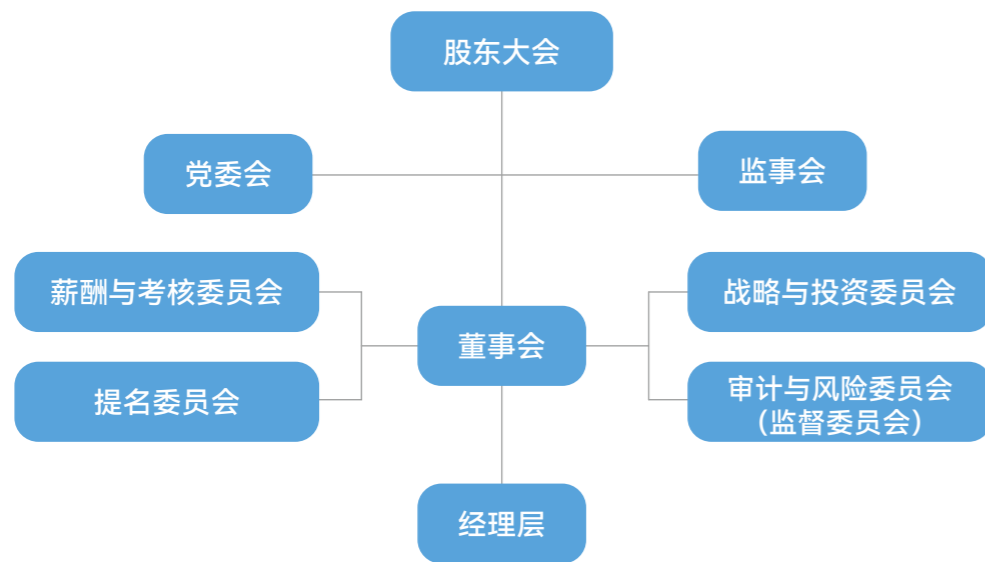 股东大会
党委会
监事会
薪酬与考核委员会
战略与投资委员会
董事会
提名委员会
审计与风险委员会
（监督委员会）
经理层